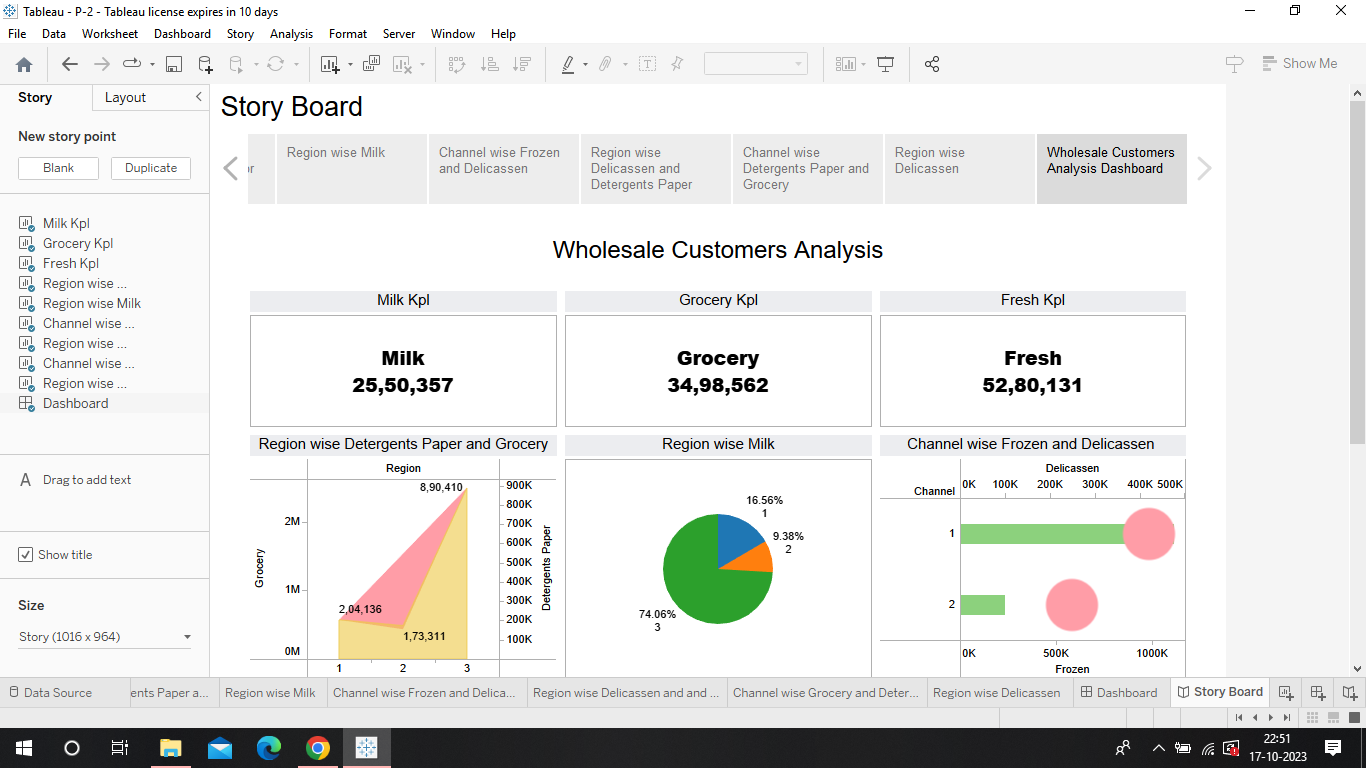 Tableau - P-2 - Tableau license expires in 10 days
File Data Worksheet Dashboard Story Analysis Format Server Window Help
Show Me
Story Layout
New story point
Blank Duplicate
Milk Kpl
Grocery Kpl
Fresh Kpl
Region wise ...
Region wise Milk
Channel wise ...
Region wise ...
Channel wise ...
Region wise ...
Dashboard
A Drag to add text
Show title
Size
Story (1016 x 964)
Story Board
or
Region wise Milk
Channel wise Frozen
and Delicassen
Region wise
Delicassen and
Detergents Paper
Channel wise
Detergents Paper and
Grocery
Region wise
Delicassen
Wholesale Customers
Analysis Dashboard
Wholesale Customers Analysis
Milk Kpl
Milk
25,50,357
Grocery Kpl
Grocery
34,98,562
Fresh Kpl
Fresh
52,80,131
Region wise Detergents Paper and Grocery
Region
8,90,410
2,04,136
1,73,311
Grocery
2M
1M
0M
1 2 3
900K
800K
700K
600K
500K
400K
300K
200K
100K
Detergents Paper
Region wise Milk
16.56%
1
9.38%
2
74.06%
3
Channel wise Frozen and Delicassen
Delicassen
Channel
0K 100K 200K 300K 400K 500K
1
2
0K 500K 1000K
Frozen
Data Source
ents Paper a...
Region wise Milk
Channel wise Frozen and Delica...
Region wise Delicassen and and ...
Channel wise Grocery and Deter...
Region wise Delicassen
Dashboard
Story Board
22:51
17-10-2023